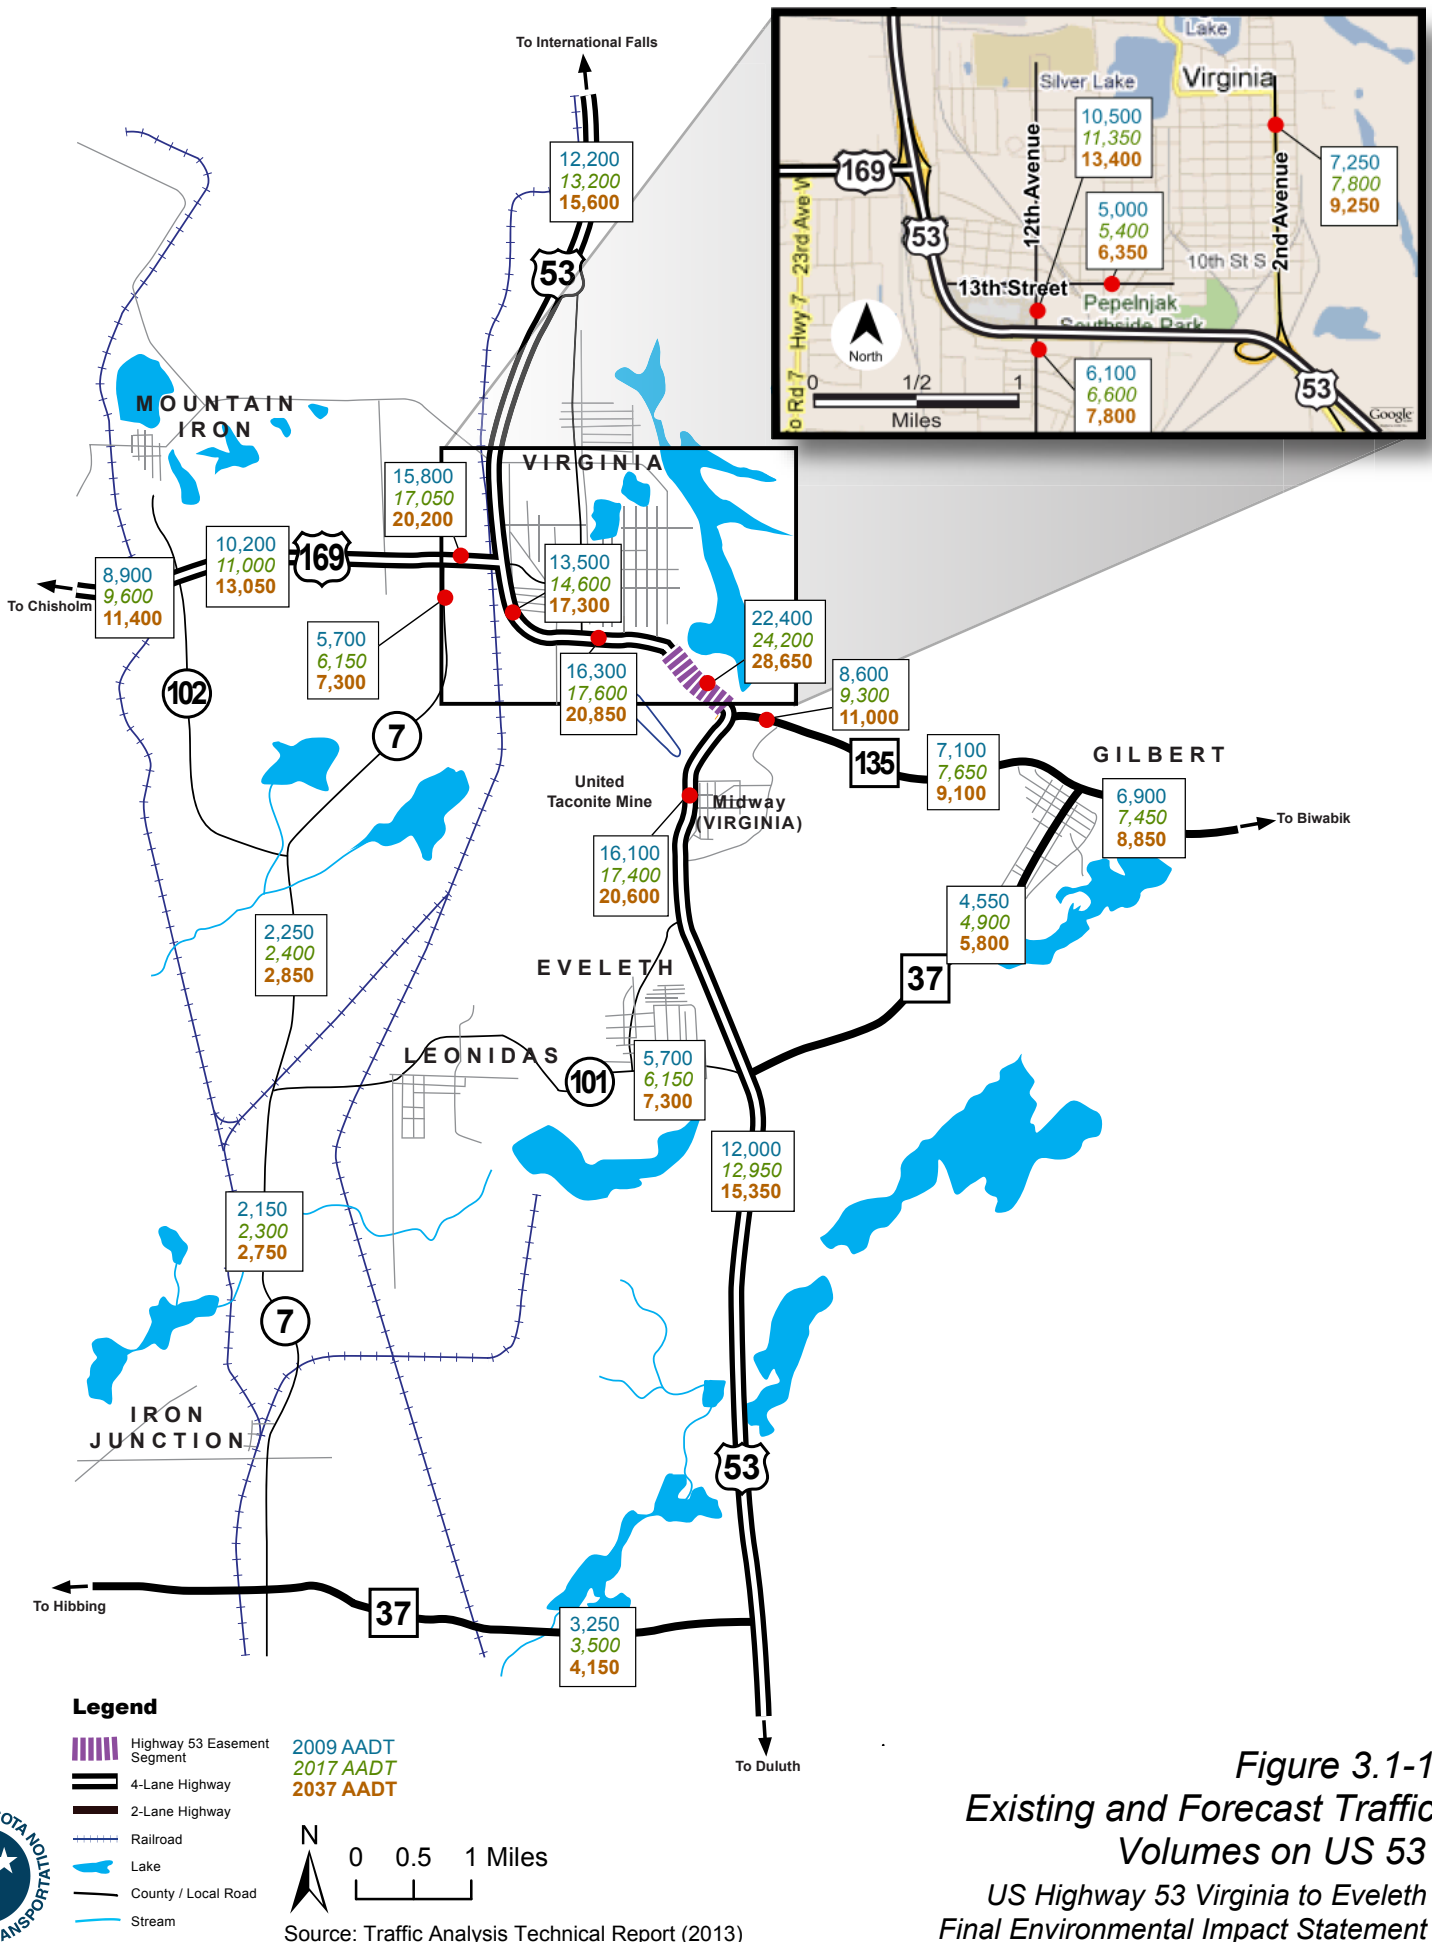 To International Falls
12,200
13,200
15,600
53
Lake
Virginia
Silver Lake
10,500
11,350
13,400
169
12th Avenue
2nd Avenue
7,250
7,800
9,250
5,000
5,400
6,350
53
10th St S
13th Street
Pepelnjak
Southside Park
Rd 7
Hwy 7
23rd Ave W
North
0 1/2 1
Miles
6,100
6,600
7,800
53
Google
MOUNTAIN
IRON
VIRGINIA
15,800
17,050
20,200
10,200
11,000
13,050
169
13,500
14,600
17,300
8,900
9,600
11,400
To Chisholm
5,700
6,150
7,300
22,400
24,200
28,650
16,300
17,600
20,850
8,600
9,300
11,000
102
7
135
7,100
7,650
9,100
GILBERT
United
Taconite Mine
Midway
(VIRGINIA)
6,900
7,450
8,850
To Biwabik
16,100
17,400
20,600
4,550
4,900
5,800
2,250
2,400
2,850
EVELETH
37
LEONIDAS
101
5,700
6,150
7,300
12,000
12,950
15,350
2,150
2,300
2,750
7
IRON
JUNCTION
53
To Hibbing
37
3,250
3,500
4,150
To Duluth
Legend
Highway 53 Easement
Segment
4-Lane Highway
2-Lane Highway
Railroad
Lake
County / Local Road
Stream
2009 AADT
2017 AADT
2037 AADT
N
0 0.5 1 Miles
Source: Traffic Analysis Technical Report (2013)
Figure 3.1-1
Existing and Forecast Traffic
Volumes on US 53
US Highway 53 Virginia to Eveleth
Final Environmental Impact Statement